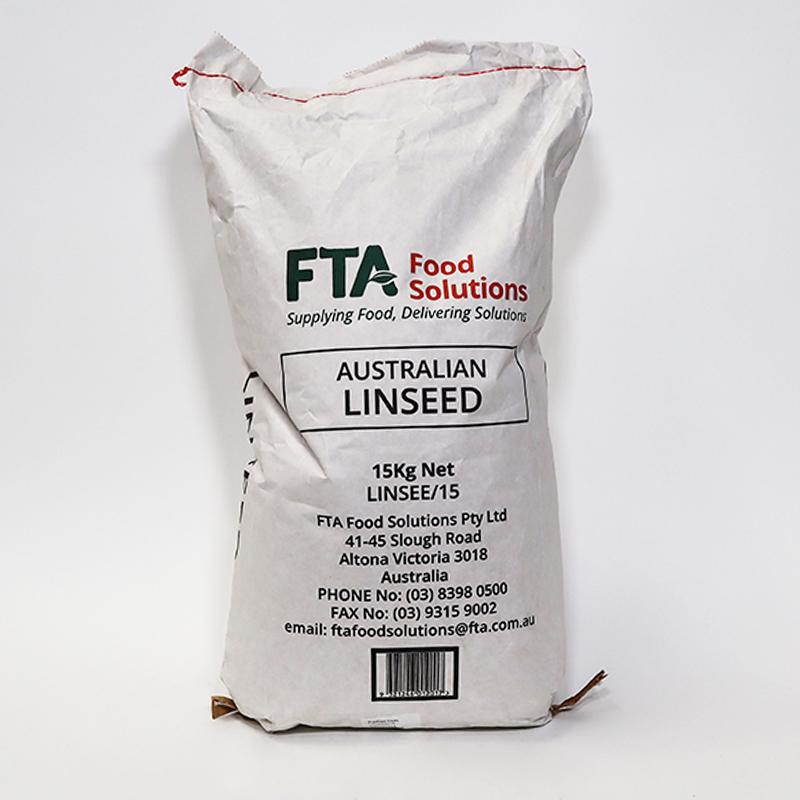 FTA Food Solutions
Supplying Food, Delivering Solutions
AUSTRALIAN
LINSEED
15Kg Net
LINSEE/15
FTA Food Solutions Pty Ltd
41-45 Slough Road
Altona Victoria 3018
Australia
PHONE No: (03) 8398 0500
FAX No: (03) 9315 9002
email: ftafoodsolutions@fta.com.au